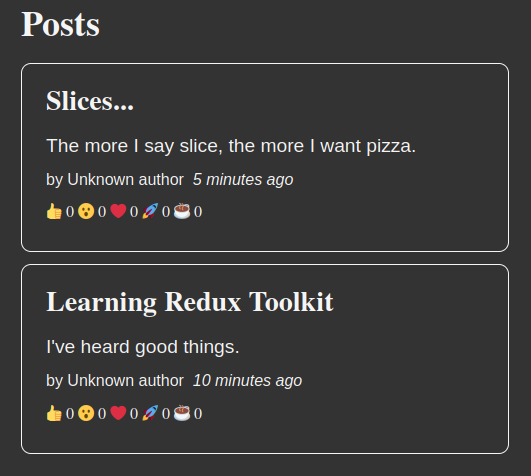 Posts
Slices...
The more I say slice, the more I want pizza.
by Unknown author 5 minutes ago
👍 0 😮 0 ❤️ 0 🚀 0 ☕ 0
Learning Redux Toolkit
I've heard good things.
by Unknown author 10 minutes ago
👍 0 😮 0 ❤️ 0 🚀 0 ☕ 0